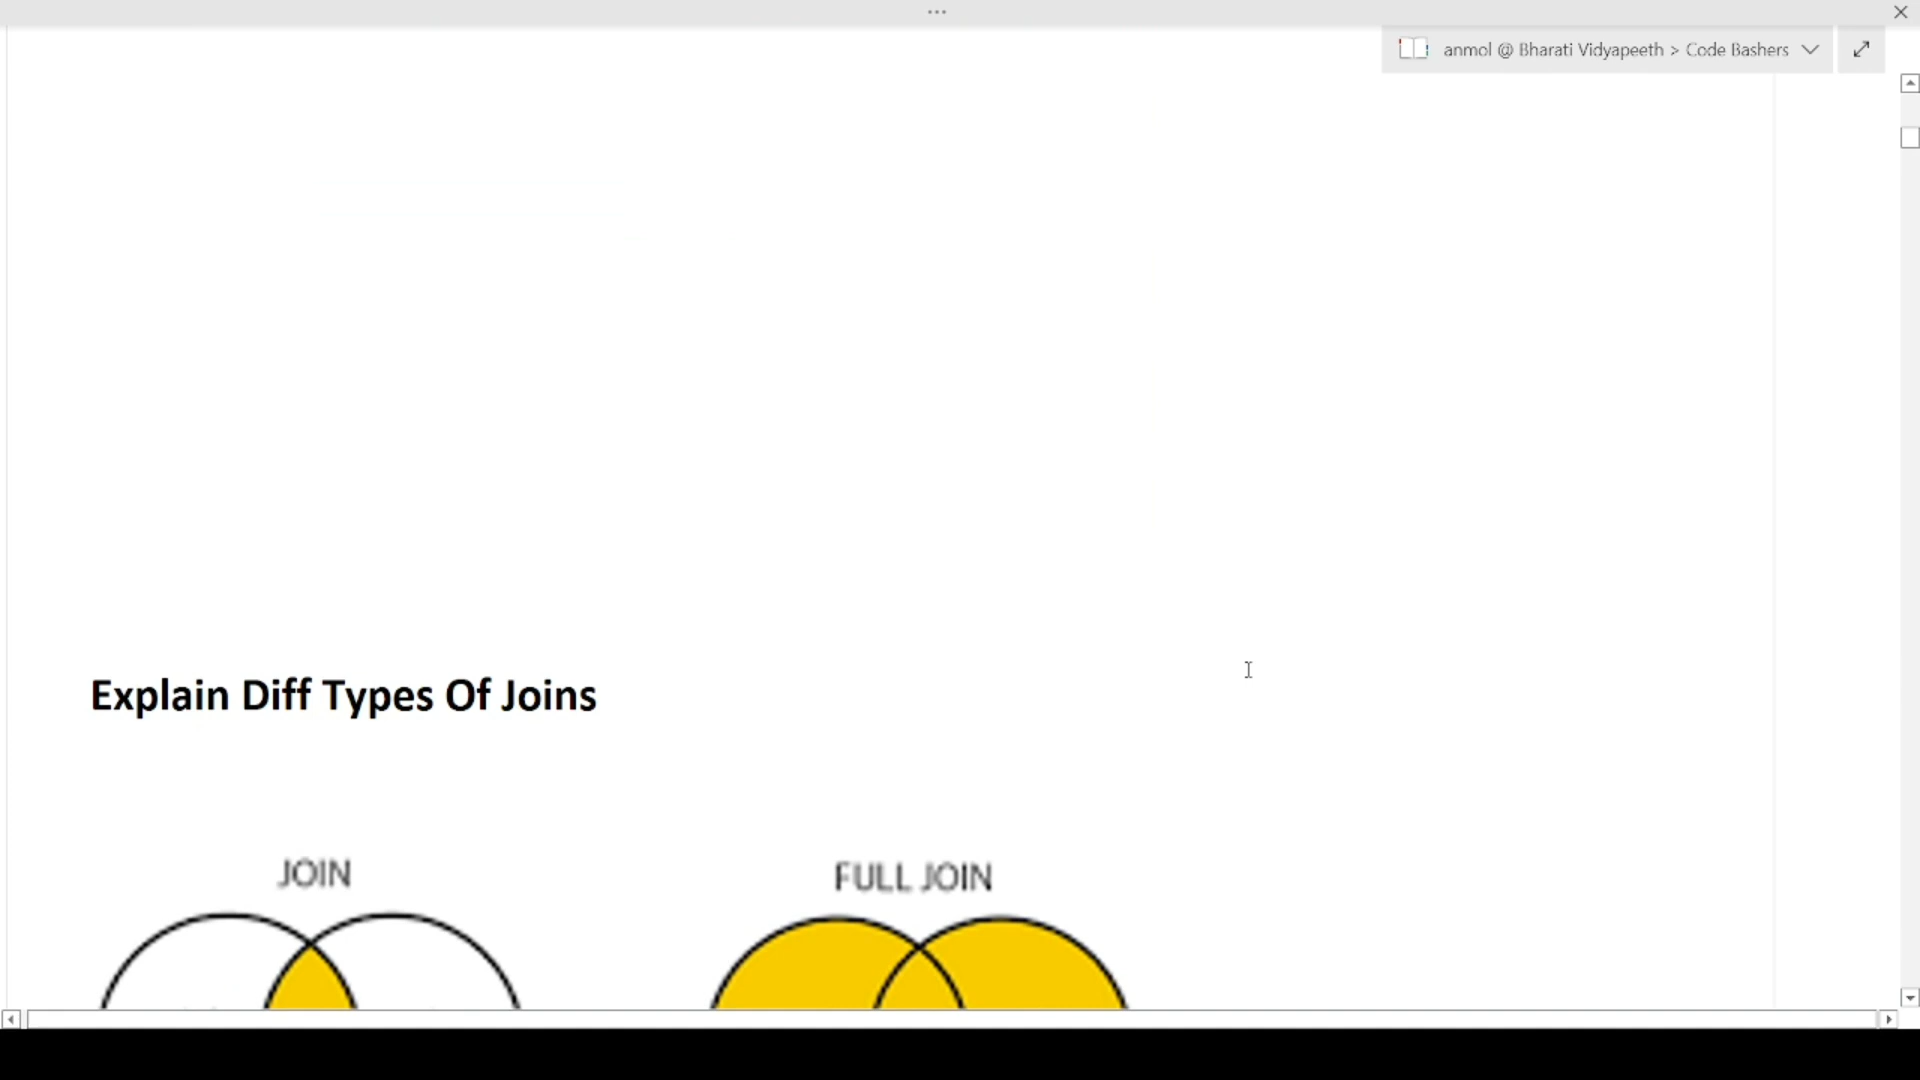 anmol @ Bharati Vidyapeeth > Code Bashers
Explain Diff Types Of Joins
JOIN
FULL JOIN